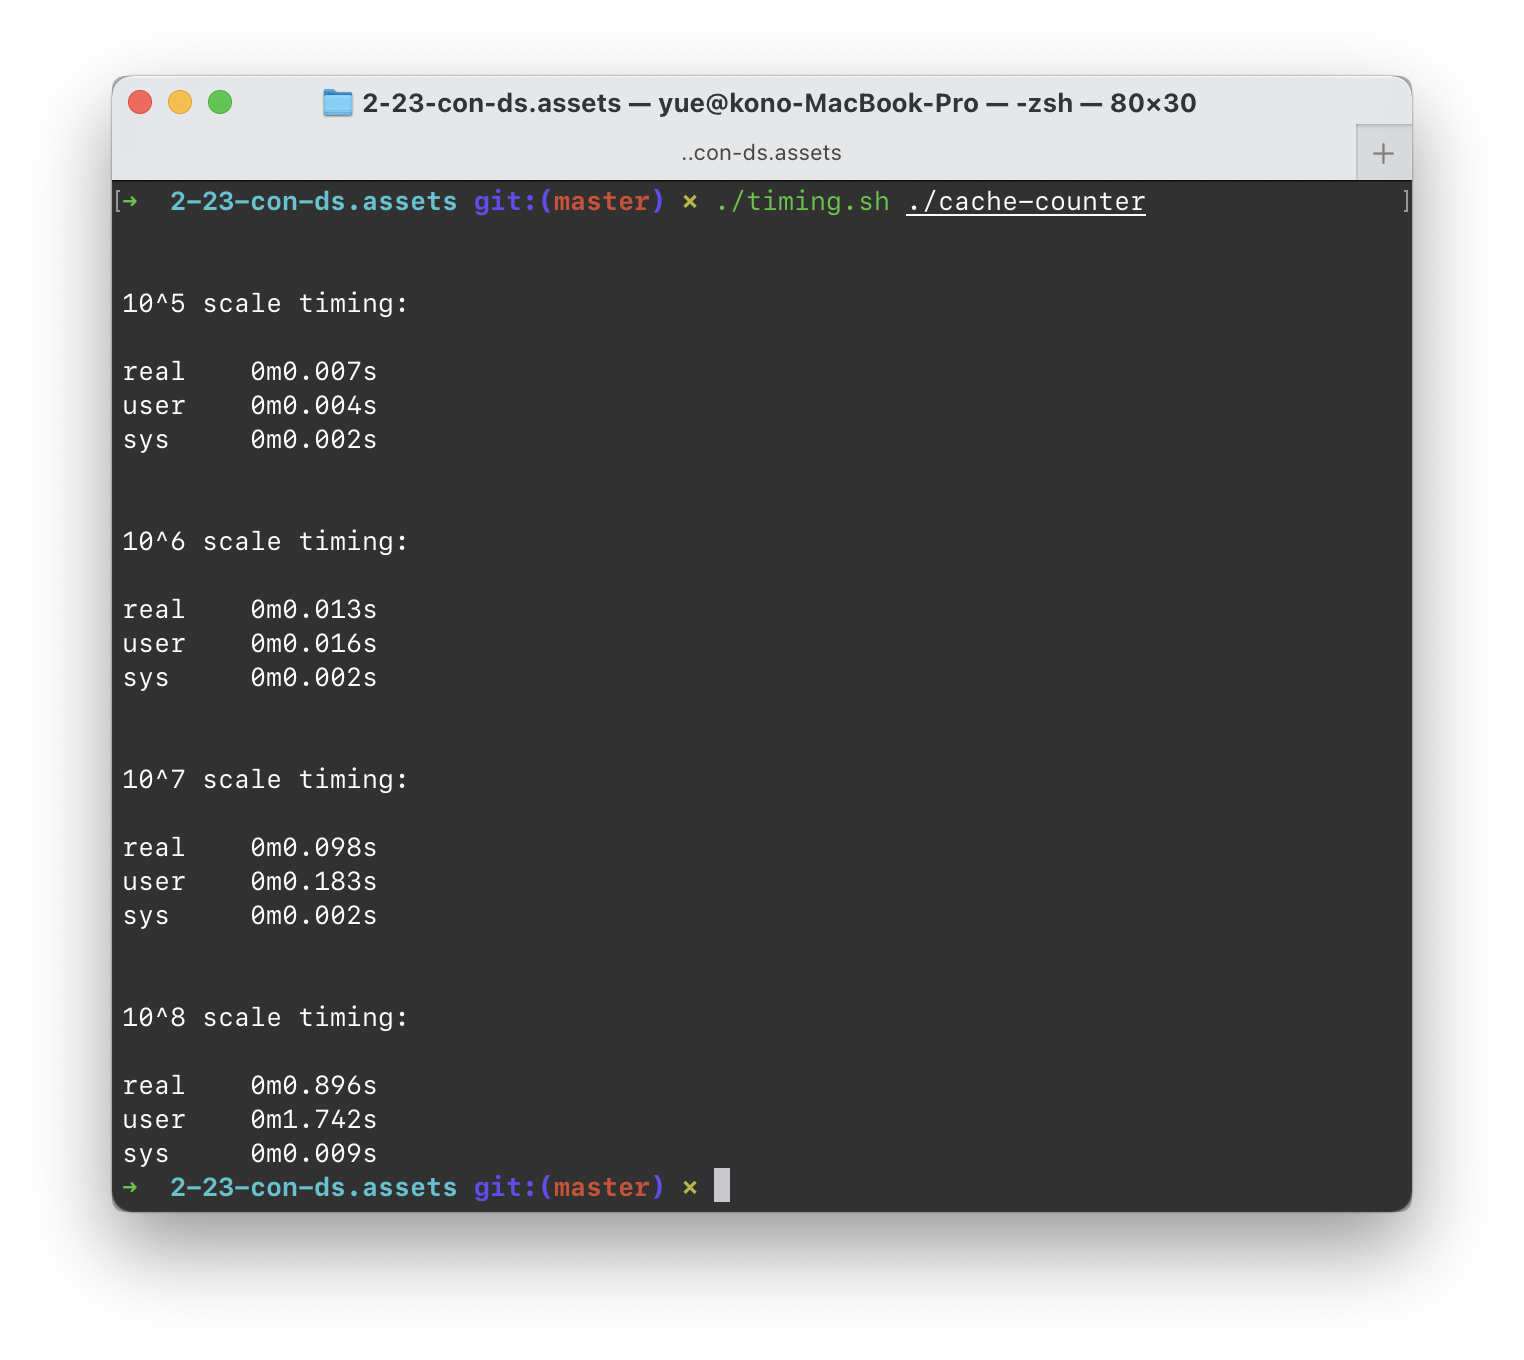 2-23-con-ds.assets — yue@kono-MacBook-Pro — -zsh — 80×30
..con-ds.assets
[➜  2-23-con-ds.assets git:(master) × ./timing.sh ./cache-counter ]
10^5 scale timing:
real    0m0.007s
user    0m0.004s
sys     0m0.002s
10^6 scale timing:
real    0m0.013s
user    0m0.016s
sys     0m0.002s
10^7 scale timing:
real    0m0.098s
user    0m0.183s
sys     0m0.002s
10^8 scale timing:
real    0m0.896s
user    0m1.742s
sys     0m0.009s
➜  2-23-con-ds.assets git:(master) ×